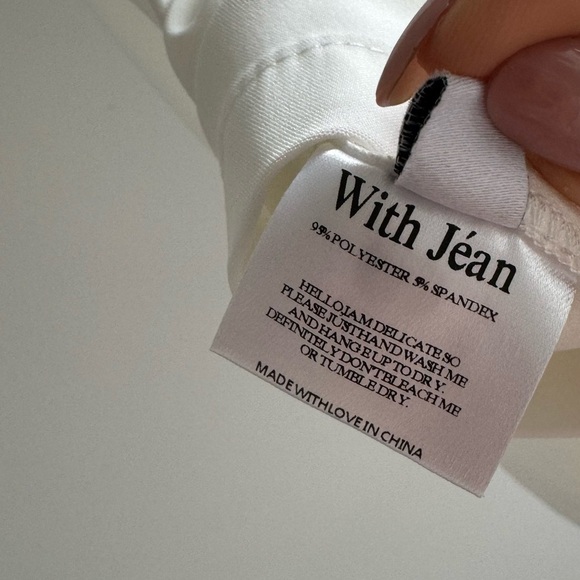 With Jéan
95% POLYESTER 5% SPANDEX
HELLO,I AM DELICATE SO
PLEASE JUST HAND WASH ME
AND HANG UP TO DRY.
DEFINITELY DON'T BLEACH ME
OR TUMBLE DRY.
MADE WITH LOVE IN CHINA